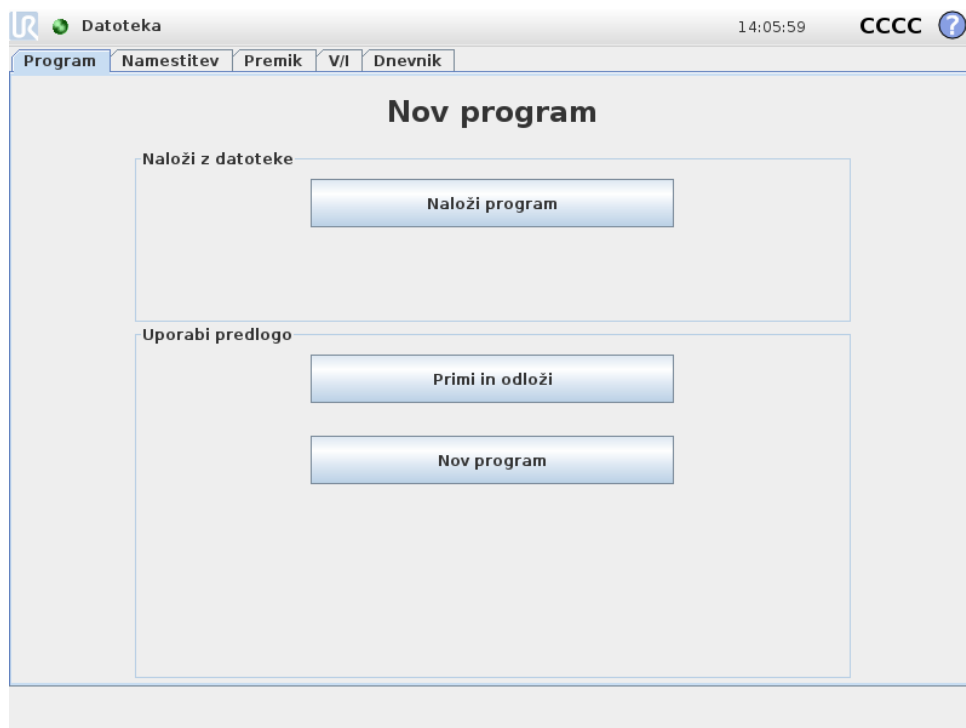 UR Datoteka 14:05:59 CCCC ?
Program Namestitev Premik V/I Dnevnik
Nov program
Naloži z datoteke
Naloži program
Uporabi predlogo
Primi in odloži
Nov program